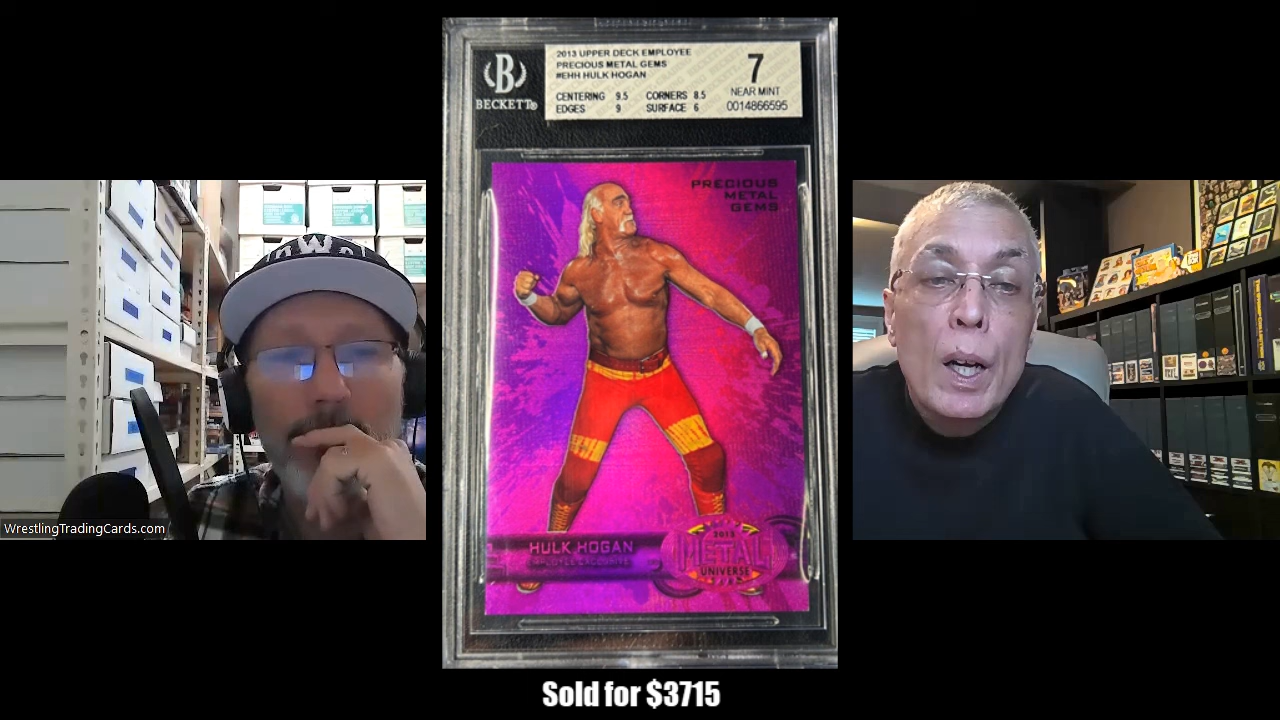 2013 UPPER DECK EMPLOYEE
PRECIOUS METAL GEMS
#EHH HULK HOGAN
CENTERING 9.5 CORNERS 8.5
EDGES 9 SURFACE 6
7
NEAR MINT
0014866595
B
BECKETT®
PRECIOUS
METAL
GEMS
HULK HOGAN
EMPLOYEE EXCLUSIVE
2013
METAL
UNIVERSE
WrestlingTradingCards.com
Sold for $3715